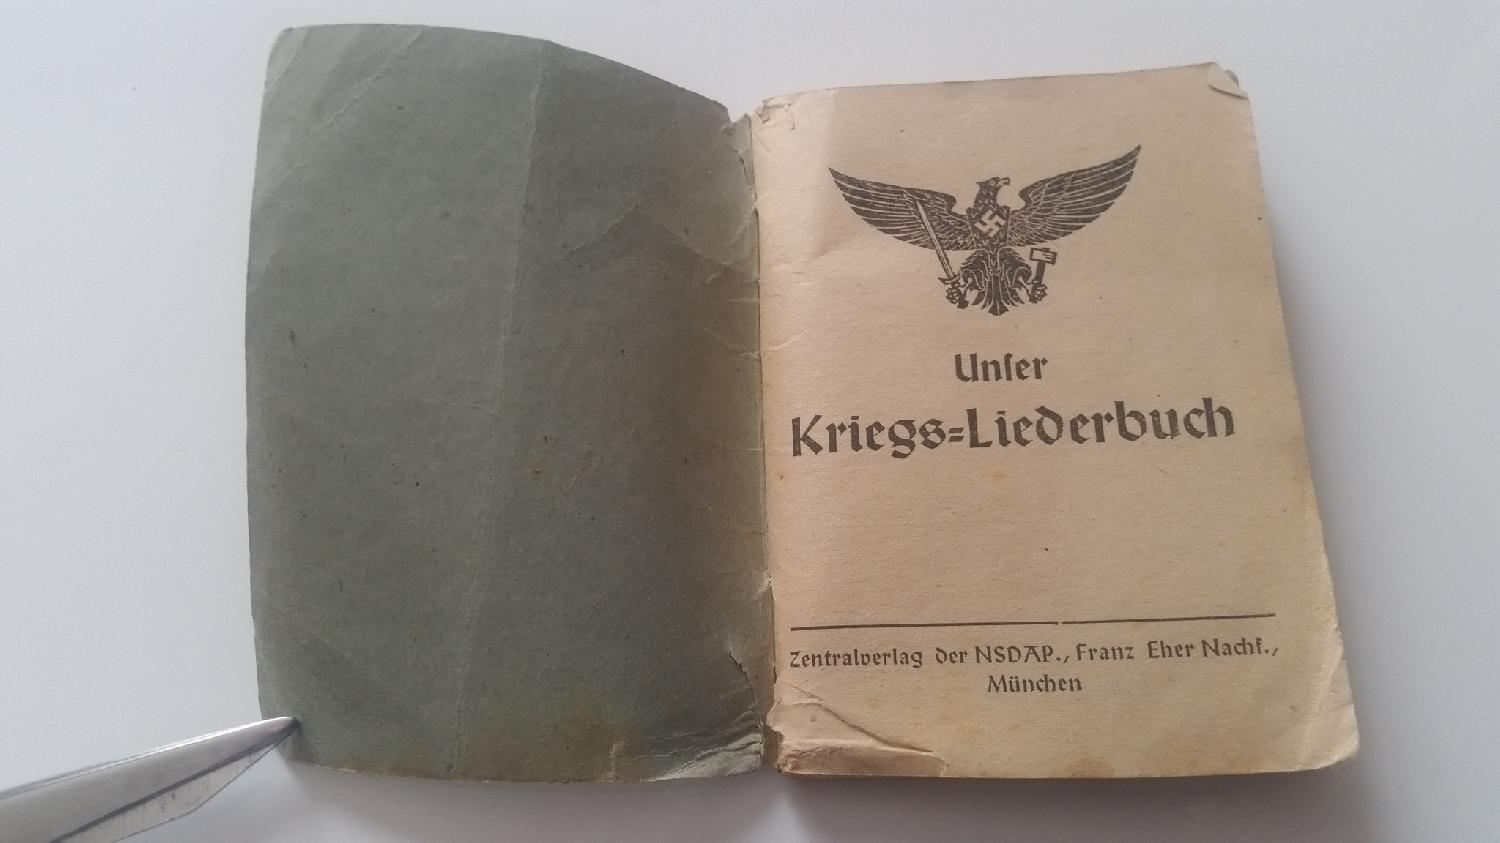 Unſer
Kriegs=Liederbuch
Zentralverlag der NSDAP., Franz Eher Nachf.,
München